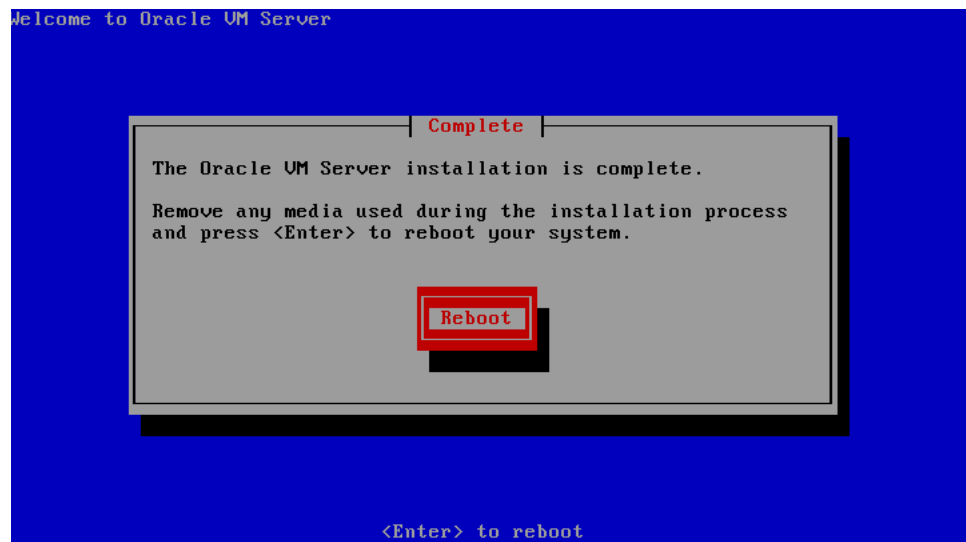 Welcome to Oracle VM Server
Complete
The Oracle VM Server installation is complete.
Remove any media used during the installation process
and press <Enter> to reboot your system.
Reboot
<Enter> to reboot